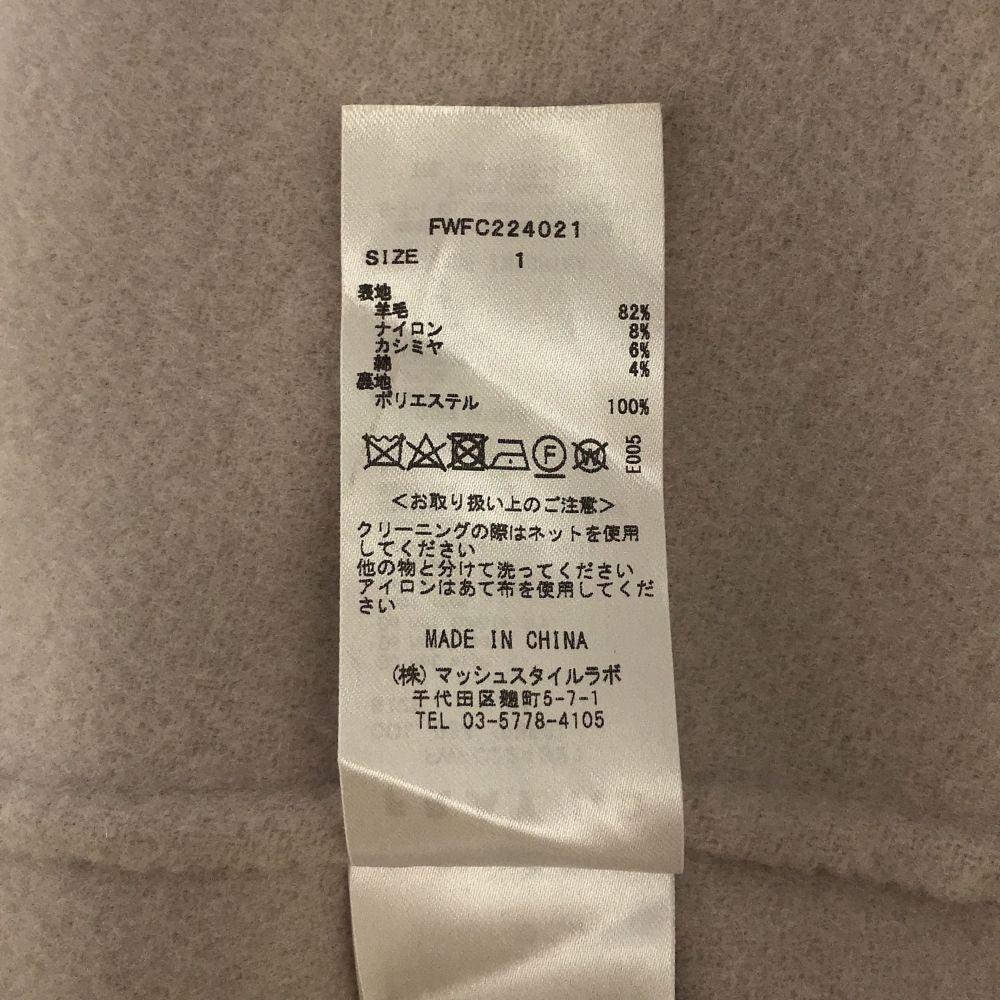 FWFC224021
SIZE 1
表地
羊毛 82%
ナイロン 8%
カシミヤ 6%
綿 4%
裏地
ポリエステル 100%
F W E005
<お取り扱い上のご注意>
クリーニングの際はネットを使用
してください
他の物と分けて洗ってください
アイロンはあて布を使用してくだ
さい
MADE IN CHINA
(株)マッシュスタイルラボ
千代田区麹町5-7-1
TEL 03-5778-4105